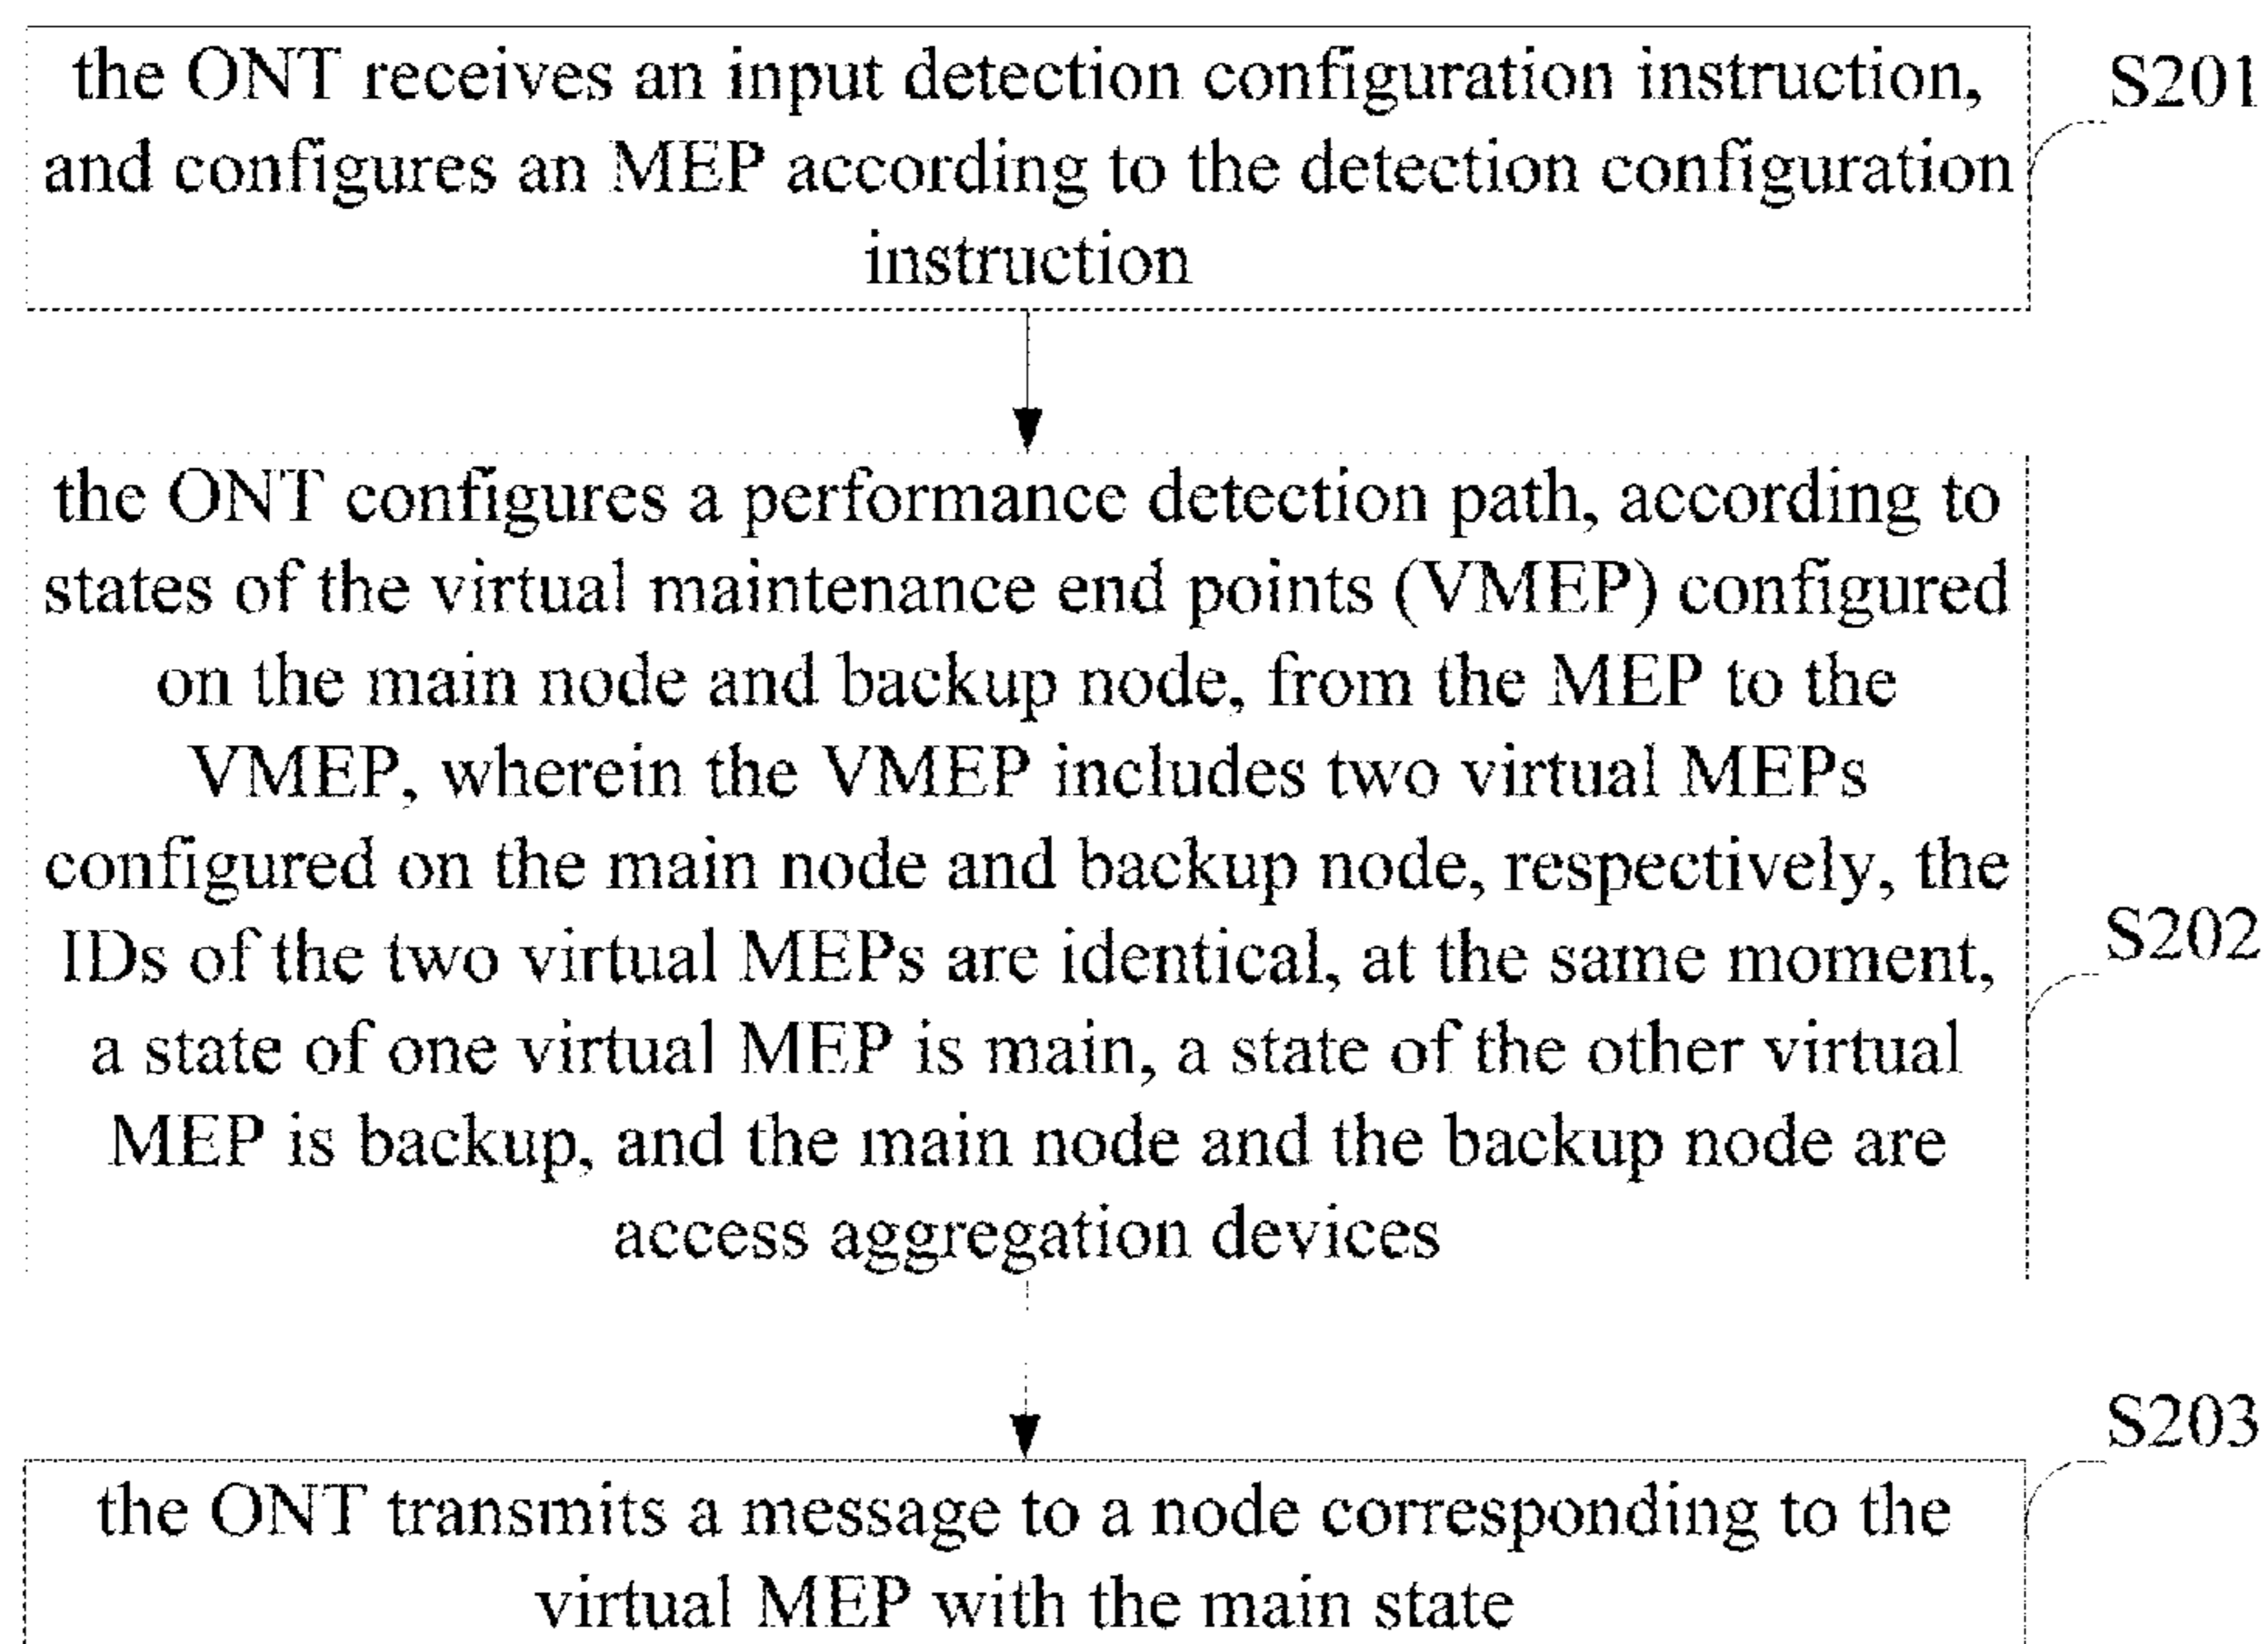 the ONT receives an input detection configuration instruction,
and configures an MEP according to the detection configuration
instruction
S201
the ONT configures a performance detection path, according to
states of the virtual maintenance end points (VMEP) configured
on the main node and backup node, from the MEP to the
VMEP, wherein the VMEP includes two virtual MEPs
configured on the main node and backup node, respectively, the
IDs of the two virtual MEPs are identical, at the same moment,
a state of one virtual MEP is main, a state of the other virtual
MEP is backup, and the main node and the backup node are
access aggregation devices
S202
S203
the ONT transmits a message to a node corresponding to the
virtual MEP with the main state